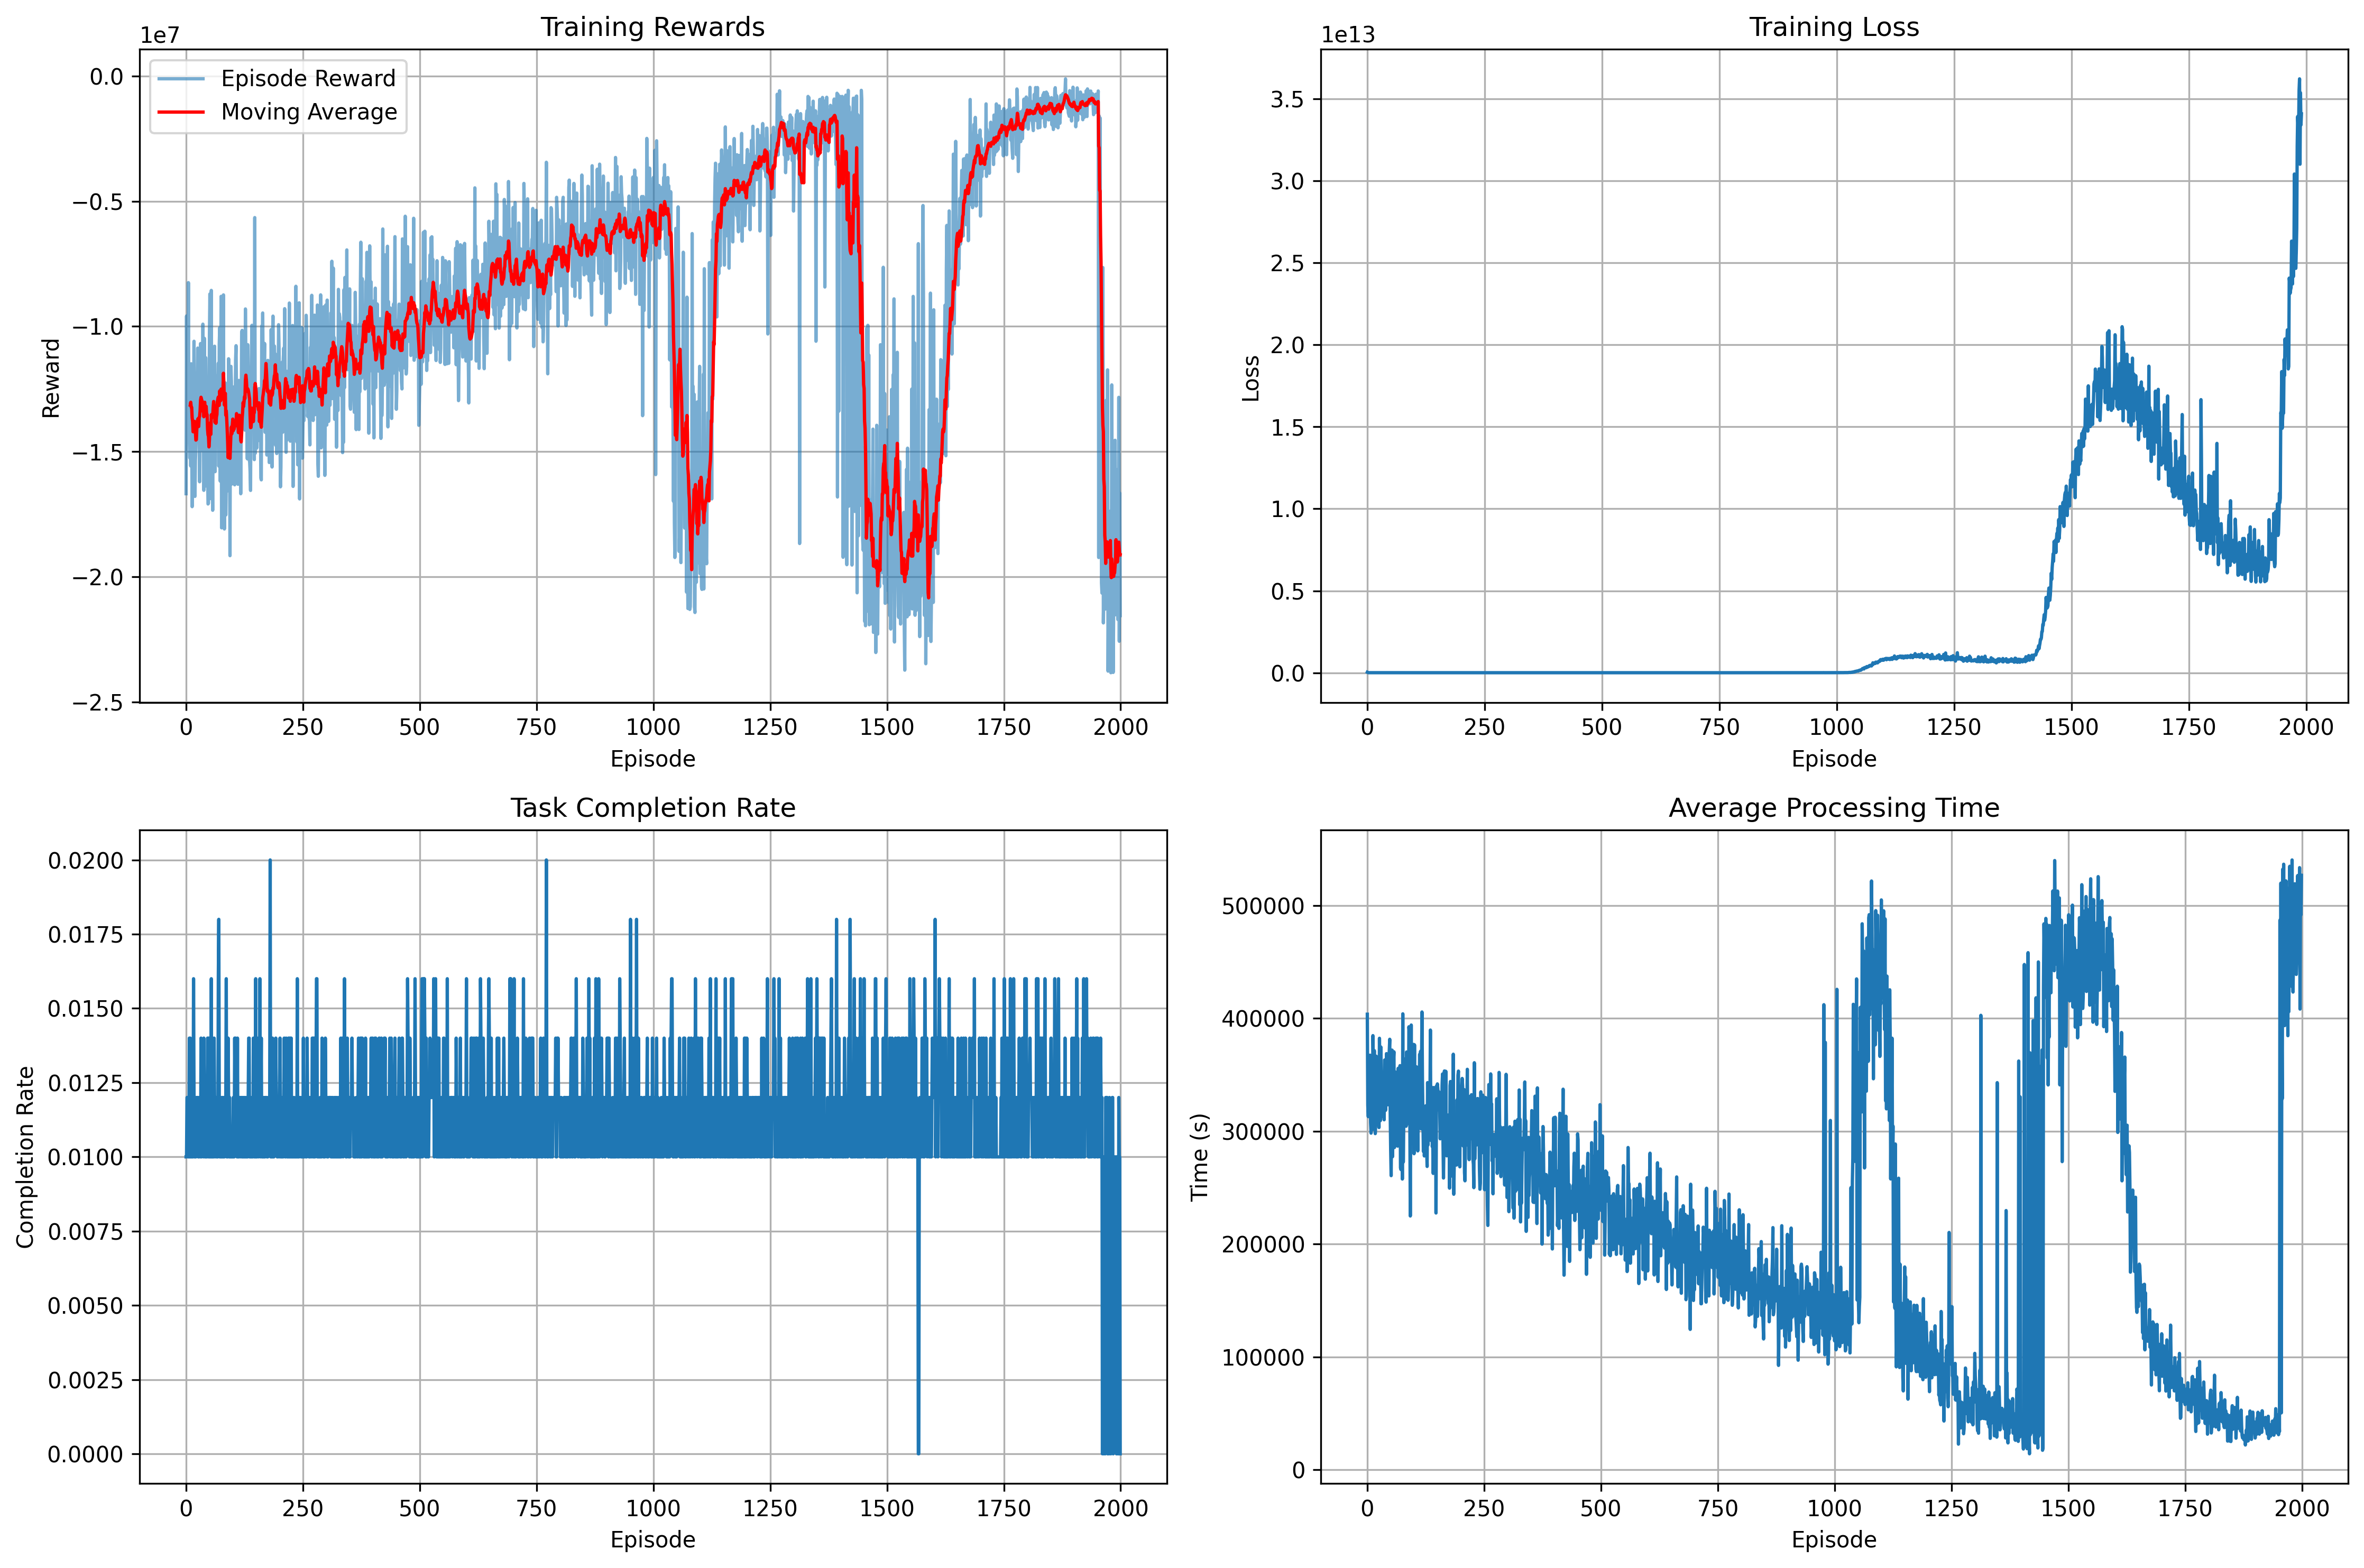 Training Rewards
1e7
Episode Reward
Moving Average
0.0
−0.5
−1.0
−1.5
−2.0
−2.5
Reward
0 250 500 750 1000 1250 1500 1750 2000
Episode
Training Loss
1e13
3.5
3.0
2.5
2.0
1.5
1.0
0.5
0.0
Loss
0 250 500 750 1000 1250 1500 1750 2000
Episode
Task Completion Rate
0.0200
0.0175
0.0150
0.0125
0.0100
0.0075
0.0050
0.0025
0.0000
Completion Rate
0 250 500 750 1000 1250 1500 1750 2000
Episode
Average Processing Time
500000
400000
300000
200000
100000
0
Time (s)
0 250 500 750 1000 1250 1500 1750 2000
Episode